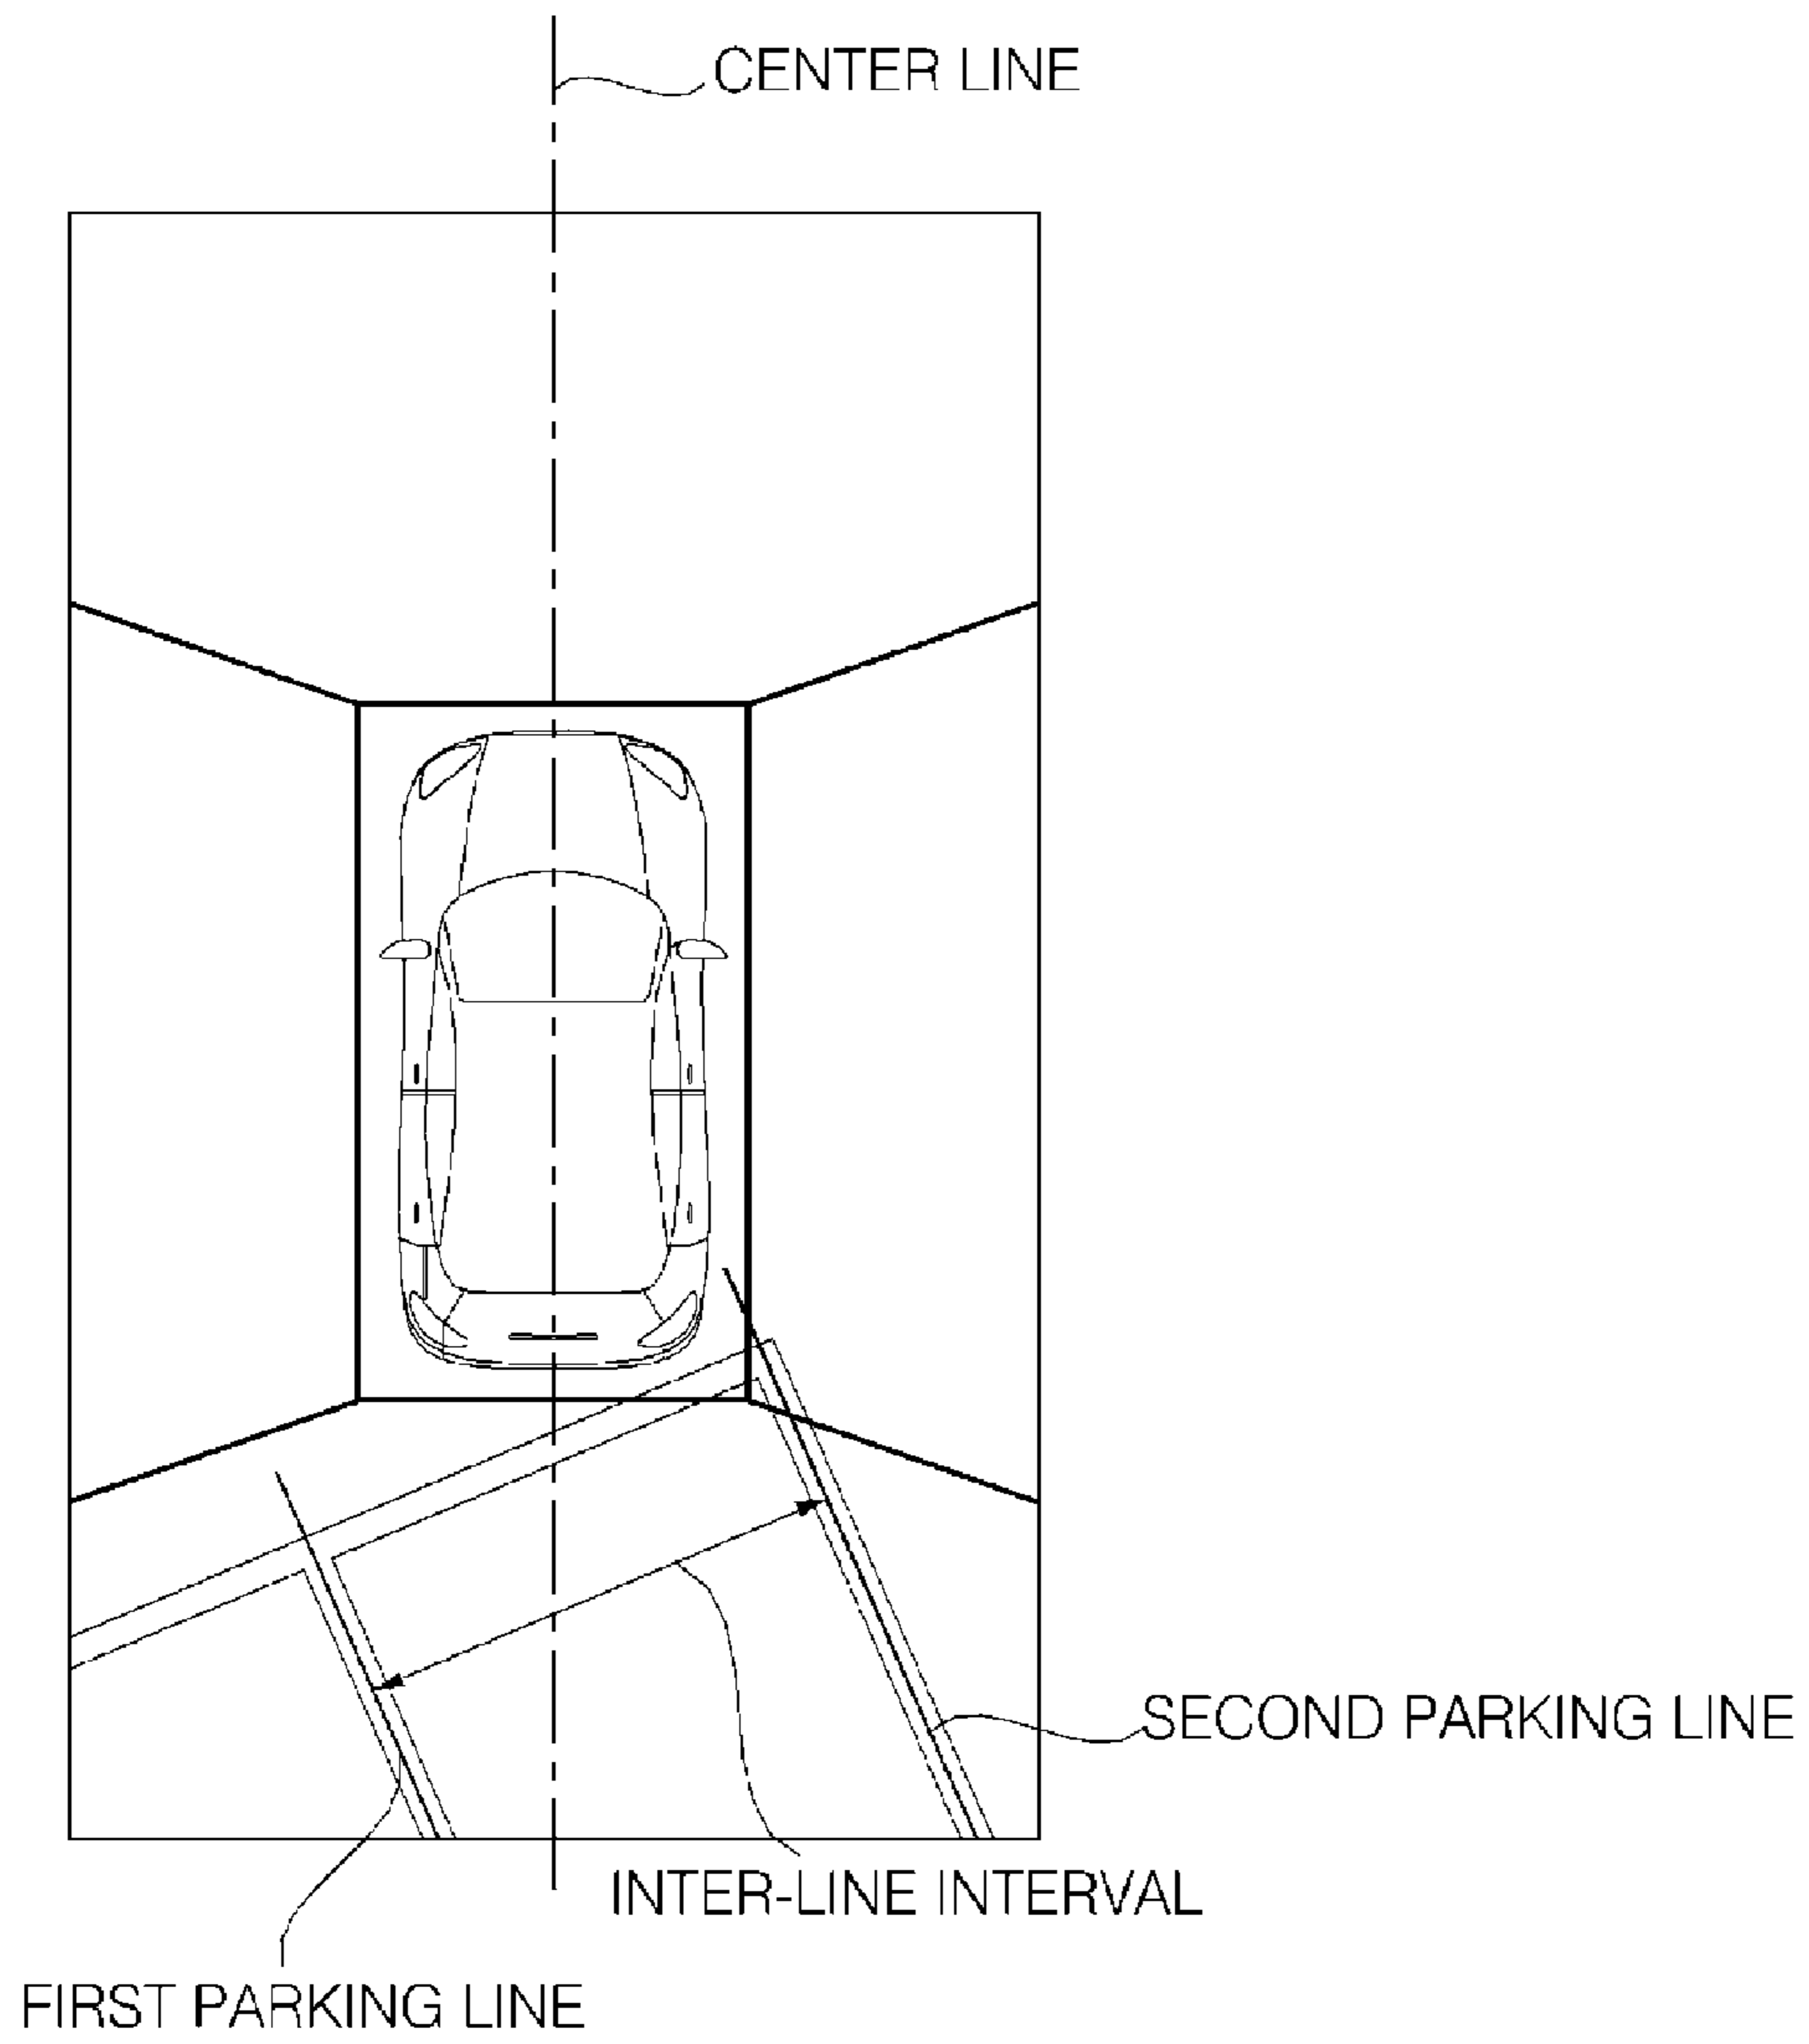 CENTER LINE
SECOND PARKING LINE
INTER-LINE INTERVAL
FIRST PARKING LINE